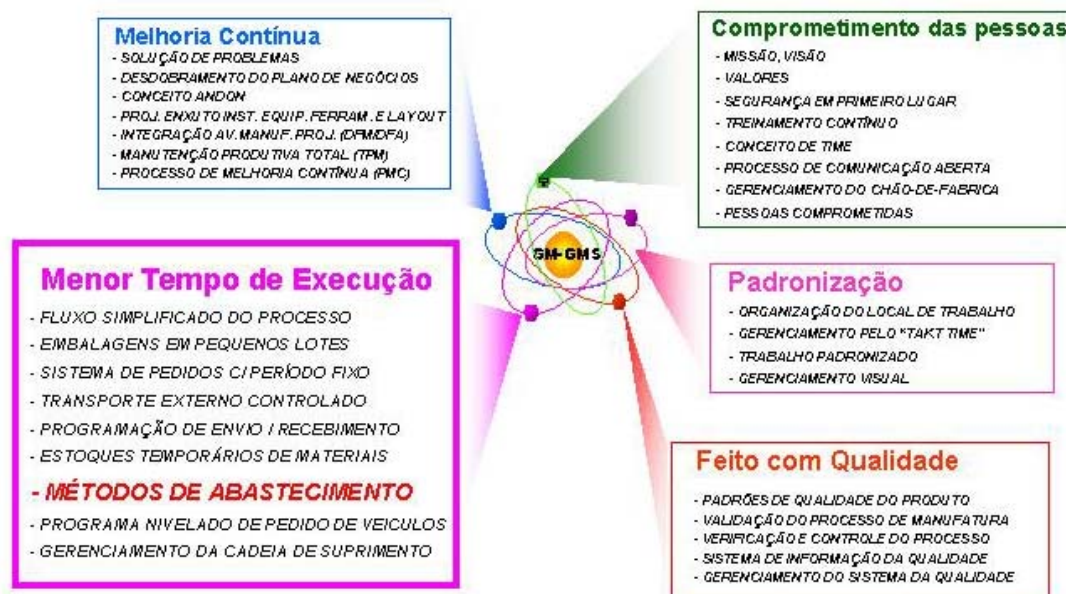 Melhoria Contínua
- SOLUÇÃO DE PROBLEMAS
- DESDOBRAMENTO DO PLANO DE NEGÓCIOS
- CONCEITO ANDON
- PROJ. ENXUTO INST. EQUIP. FERRAM. E LAYOUT
- INTEGRAÇÃO AV. MANUF. PROJ. (DFM/DFA)
- MANUTENÇÃO PRODUTIVA TOTAL (TPM)
- PROCESSO DE MELHORIA CONTÍNUA (PMC)
Comprometimento das pessoas
- MISSÃO, VISÃO
- VALORES
- SEGURANÇA EM PRIMEIRO LUGAR
- TREINAMENTO CONTÍNUO
- CONCEITO DE TIME
- PROCESSO DE COMUNICAÇÃO ABERTA
- GERENCIAMENTO DO CHÃO-DE-FABRICA
- PESSOAS COMPROMETIDAS
GM-GMS
Menor Tempo de Execução
- FLUXO SIMPLIFICADO DO PROCESSO
- EMBALAGENS EM PEQUENOS LOTES
- SISTEMA DE PEDIDOS C/ PERÍODO FIXO
- TRANSPORTE EXTERNO CONTROLADO
- PROGRAMAÇÃO DE ENVIO / RECEBIMENTO
- ESTOQUES TEMPORÁRIOS DE MATERIAIS
- MÉTODOS DE ABASTECIMENTO
- PROGRAMA NIVELADO DE PEDIDO DE VEICULOS
- GERENCIAMENTO DA CADEIA DE SUPRIMENTO
Padronização
- ORGANIZAÇÃO DO LOCAL DE TRABALHO
- GERENCIAMENTO PELO "TAKT TIME"
- TRABALHO PADRONIZADO
- GERENCIAMENTO VISUAL
Feito com Qualidade
- PADRÕES DE QUALIDADE DO PRODUTO
- VALIDAÇÃO DO PROCESSO DE MANUFATURA
- VERIFICAÇÃO E CONTROLE DO PROCESSO
- SISTEMA DE INFORMAÇÃO DA QUALIDADE
- GERENCIAMENTO DO SISTEMA DA QUALIDADE